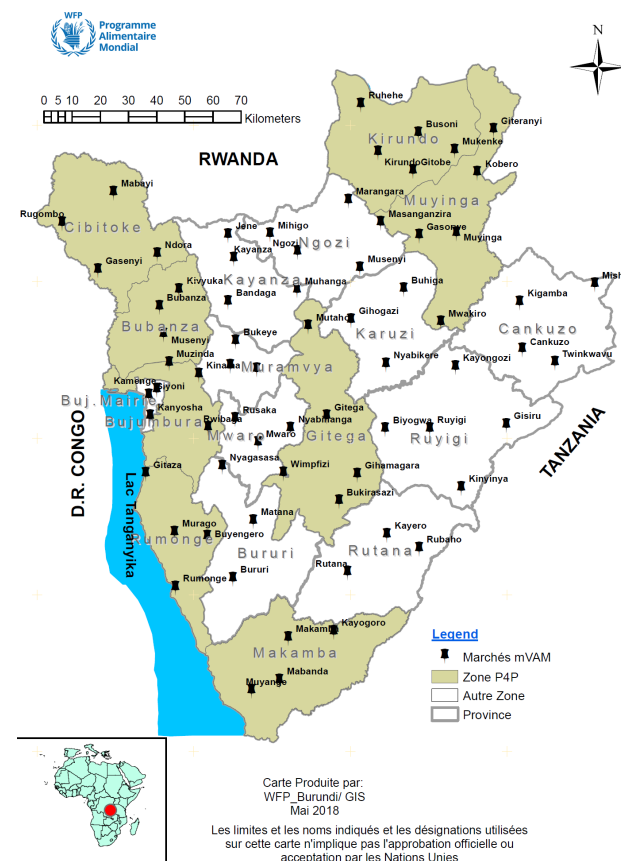 WFP
Programme
Alimentaire
Mondial
N
0 10 20 30 40 50 60 70
Kilometers
RWANDA
Ruhehe
Busoni
Giteranyi
Kirundo
Mukenke
Kirundo
Gitobe
Kobero
Mabayi
Marangara
Muyinga
Rugombo
Cibitoke
Masanganzira
Jene
Mihigo
Gasorwe
Muyinga
Ndora
Kayanza
Ngozi
Ngozi
Gasenyi
Musenyi
Kivyuka
Kayanza
Muhanga
Buhiga
Kigamba
Bubanza
Bandaga
Bubanza
Mutaho
Gihogazi
Mwakiro
Cankuzo
Musenyi
Bukeye
Karuzi
Cankuzo
Muzinda
Nyabikere
Kayongozi
Twinkwavu
Muramvya
Kamenge
Buj.Mairie
Kanyosha
Rusaka
Gitega
Gisiru
Bujumbura
Rwibaga
Nyabihanga
Biyogwa
Ruyigi
Mwaro
Mwaro
Gitega
Ruyigi
TANZANIA
D.R. CONGO
Gitaza
Nyagasasa
Wimpfizi
Gihamagara
Kinyinya
Lac Tanganyika
Bukirasazi
Matana
Murago
Buyengero
Kayero
Rumonge
Bururi
Rutana
Rubaho
Rumonge
Bururi
Rutana
Makamba
Kayogoro
Makamba
Mabanda
Muyange
Legend
Marchés mVAM
Zone P4P
Autre Zone
Province
Carte Produite par:
WFP_Burundi/ GIS
Mai 2018
Les limites et les noms indiqués et les désignations utilisées
sur cette carte n'implique pas l'approbation officielle ou
acceptation par les Nations Unies